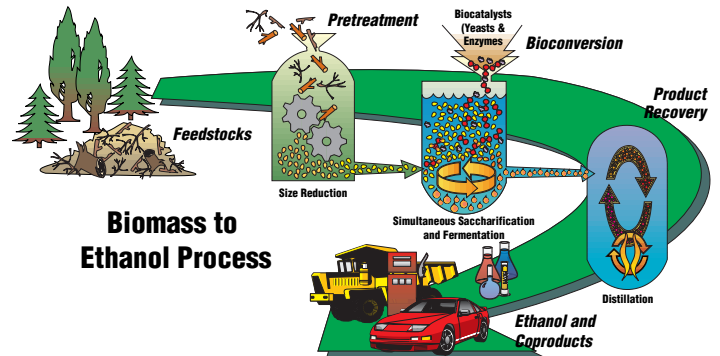 Pretreatment
Biocatalysts
(Yeasts &
Enzymes
Bioconversion
Product
Recovery
Feedstocks
Size Reduction
Simultaneous Saccharification
and Fermentation
Biomass to
Ethanol Process
Distillation
Ethanol and
Coproducts